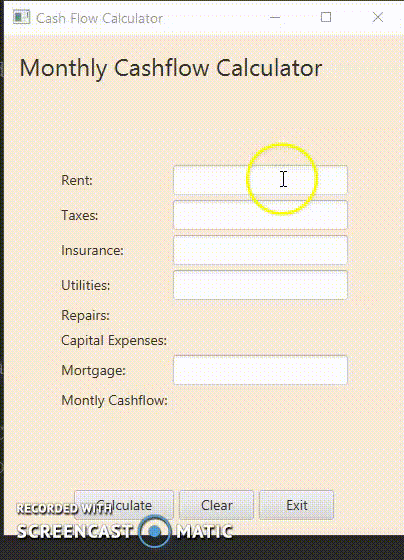 Cash Flow Calculator
Monthly Cashflow Calculator
Rent:
Taxes:
Insurance:
Utilities:
Repairs:
Capital Expenses:
Mortgage:
Montly Cashflow:
Calculate Clear Exit
RECORDED WITH
SCREENCAST MATIC